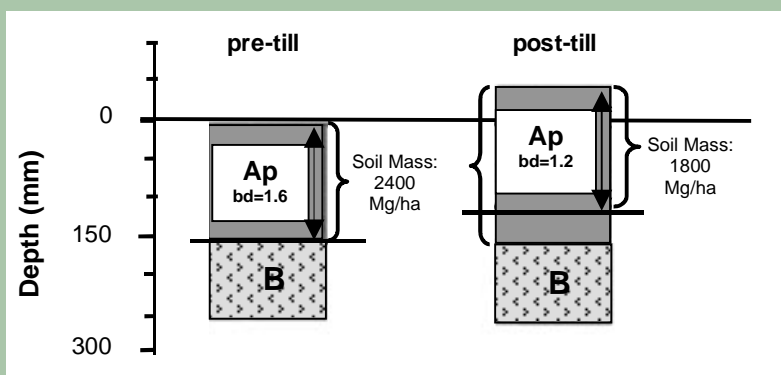 pre-till
post-till
Depth (mm)
0
150
300
Ap
bd=1.6
B
Soil Mass:
2400
Mg/ha
Ap
bd=1.2
B
Soil Mass:
1800
Mg/ha